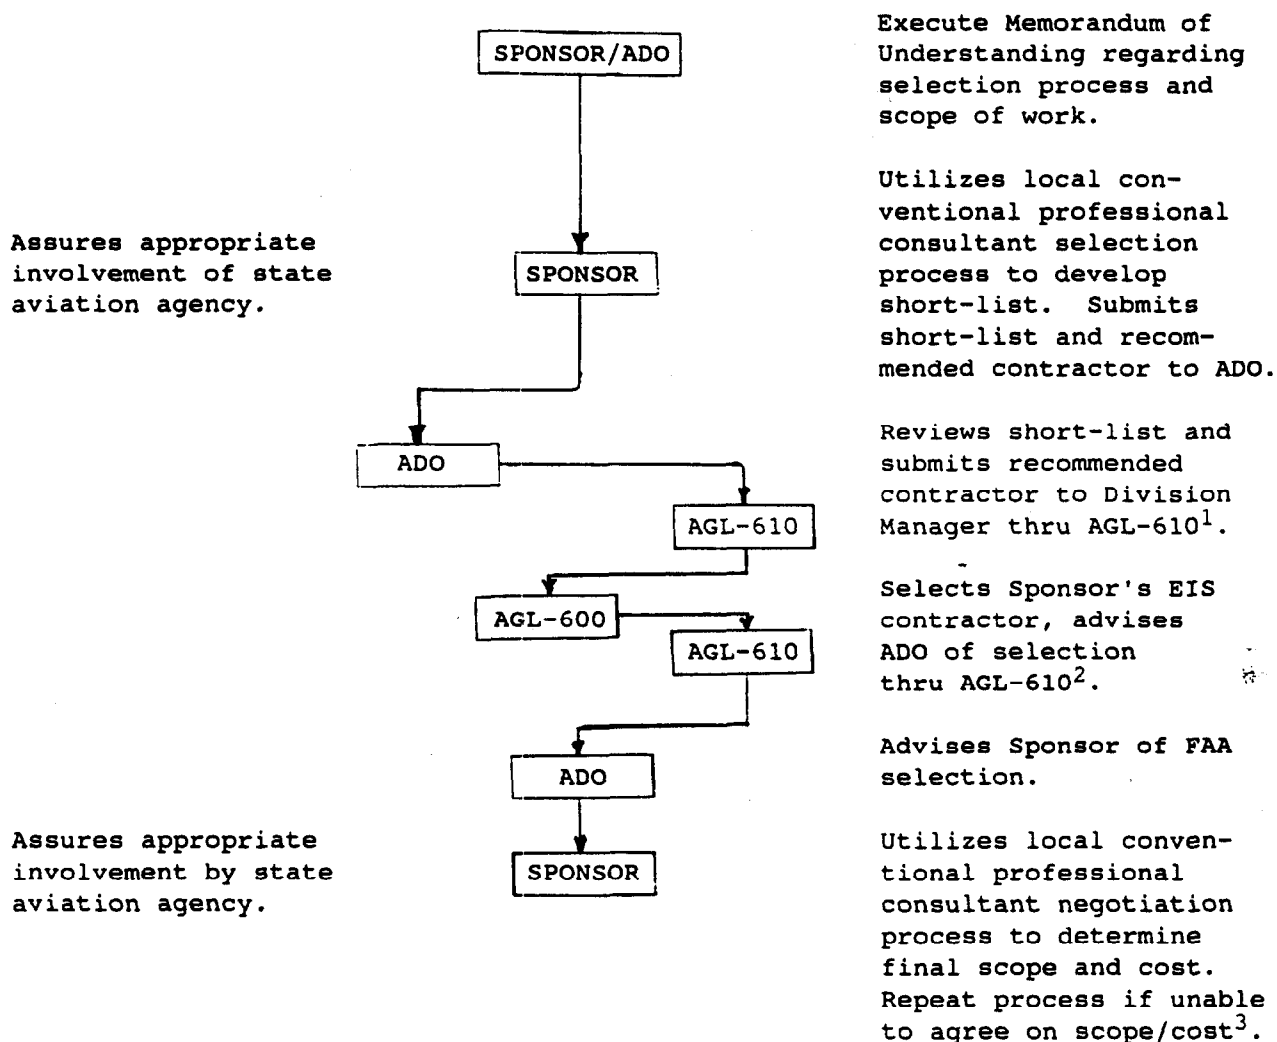 SPONSOR/ADO
Execute Memorandum of
Understanding regarding
selection process and
scope of work.
Assures appropriate
involvement of state
aviation agency.
SPONSOR
Utilizes local con-
ventional professional
consultant selection
process to develop
short-list. Submits
short-list and recom-
mended contractor to ADO.
ADO
AGL-610
Reviews short-list and
submits recommended
contractor to Division
Manager thru AGL-610¹.
AGL-600
AGL-610
Selects Sponsor's EIS
contractor, advises
ADO of selection
thru AGL-610².
ADO
Advises Sponsor of FAA
selection.
Assures appropriate
involvement by state
aviation agency.
SPONSOR
Utilizes local conven-
tional professional
consultant negotiation
process to determine
final scope and cost.
Repeat process if unable
to agree on scope/cost³.